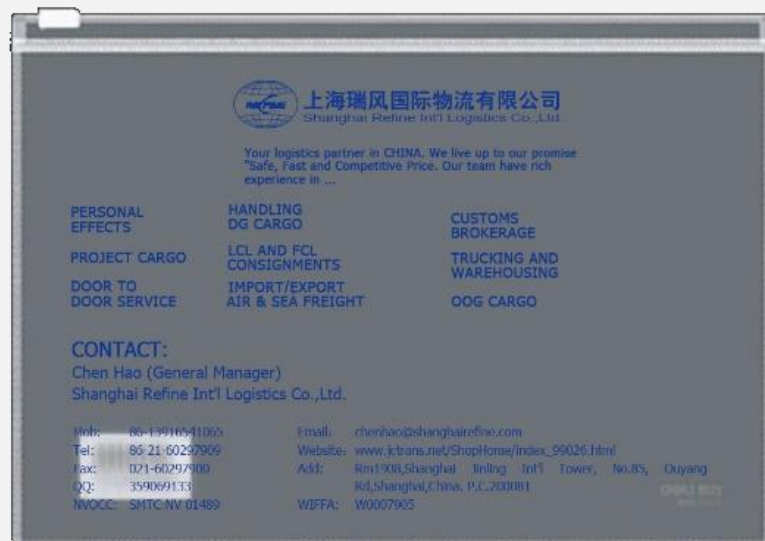 上海瑞风国际物流有限公司
Shanghai Refine Int'l Logistics Co.,Ltd.
Your logistics partner in CHINA. We live up to our promise
"Safe, Fast and Competitive Price. Our team have rich
experience in ...
PERSONAL EFFECTS
HANDLING DG CARGO
CUSTOMS BROKERAGE
PROJECT CARGO
LCL AND FCL CONSIGNMENTS
TRUCKING AND WAREHOUSING
DOOR TO DOOR SERVICE
IMPORT/EXPORT AIR & SEA FREIGHT
OOG CARGO
CONTACT:
Chen Hao (General Manager)
Shanghai Refine Int'l Logistics Co.,Ltd.
Mob: 86-13916541065 Email: chenhao@shanghairefine.com
Tel: 86-21-60297909 Website: www.jctrans.net/ShopHome/index_99026.html
Fax: 021-60297900 Add: Rm1908,Shanghai Jinling Int'l Tower, No.85, Ouyang
QQ: 359069133 Rd,Shanghai,China. P.C.200081
NVOCC: SMTC-NV 01489 WIFFA: W0007905